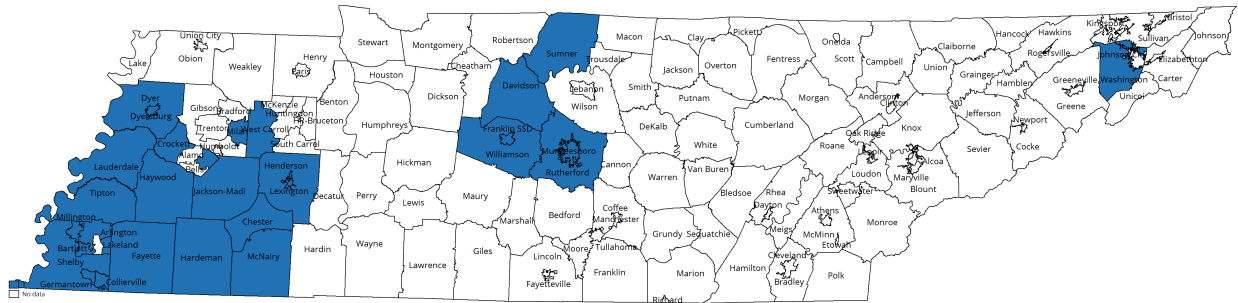 Kingsport
Bristol
Union City
Robertson
Macon
Pickett
Clay
Oneida
Hancock
Hawkins
Sullivan
Johnson
Stewart
Montgomery
Sumner
Claiborne
Rogersville
Johnson
Elizabethton
Lake
Obion
Henry
Trousdale
Overton
Fentress
Scott
Campbell
Union
Weakley
Paris
Houston
Cheatham
Davidson
Jackson
Grainger
Hamblen
Greeneville
Washington
Carter
Dyer
Dickson
Lebanon
Smith
Putnam
Morgan
Anderson
Clinton
Unicoi
Gibson
Bradford
McKenzie
Huntingdon
Benton
Wilson
Greene
Dyersburg
HR-Bruceton
Jefferson
Newport
Trenton
Milan
West Carroll
Humphreys
Franklin SSD
DeKalb
Cumberland
Oak Ridge
Knox
Crockett
Humboldt
South Carroll
White
Roane
Cocke
Alamo
Williamson
Murfreesboro
Sevier
Lauderdale
Bells
Henderson
Hickman
Cannon
Alcoa
Haywood
Rutherford
Van Buren
Loudon
Maryville
Tipton
Jackson-Madi
Lexington
Decatur
Perry
Maury
Warren
Bledsoe
Rhea
Sweetwater
Blount
Lewis
Coffee
Dayton
Athens
Millington
Chester
Marshall
Bedford
Manchester
Monroe
Arlington
Grundy
Sequatchie
Meigs
McMinn
Bartlett
Lakeland
Hardin
Wayne
Giles
Moore
Tullahoma
Etowah
Shelby
Fayette
Hardeman
McNairy
Lawrence
Lincoln
Cleveland
Franklin
Marion
Hamilton
Polk
Germantown
Collierville
Fayetteville
Bradley
No data
Richard